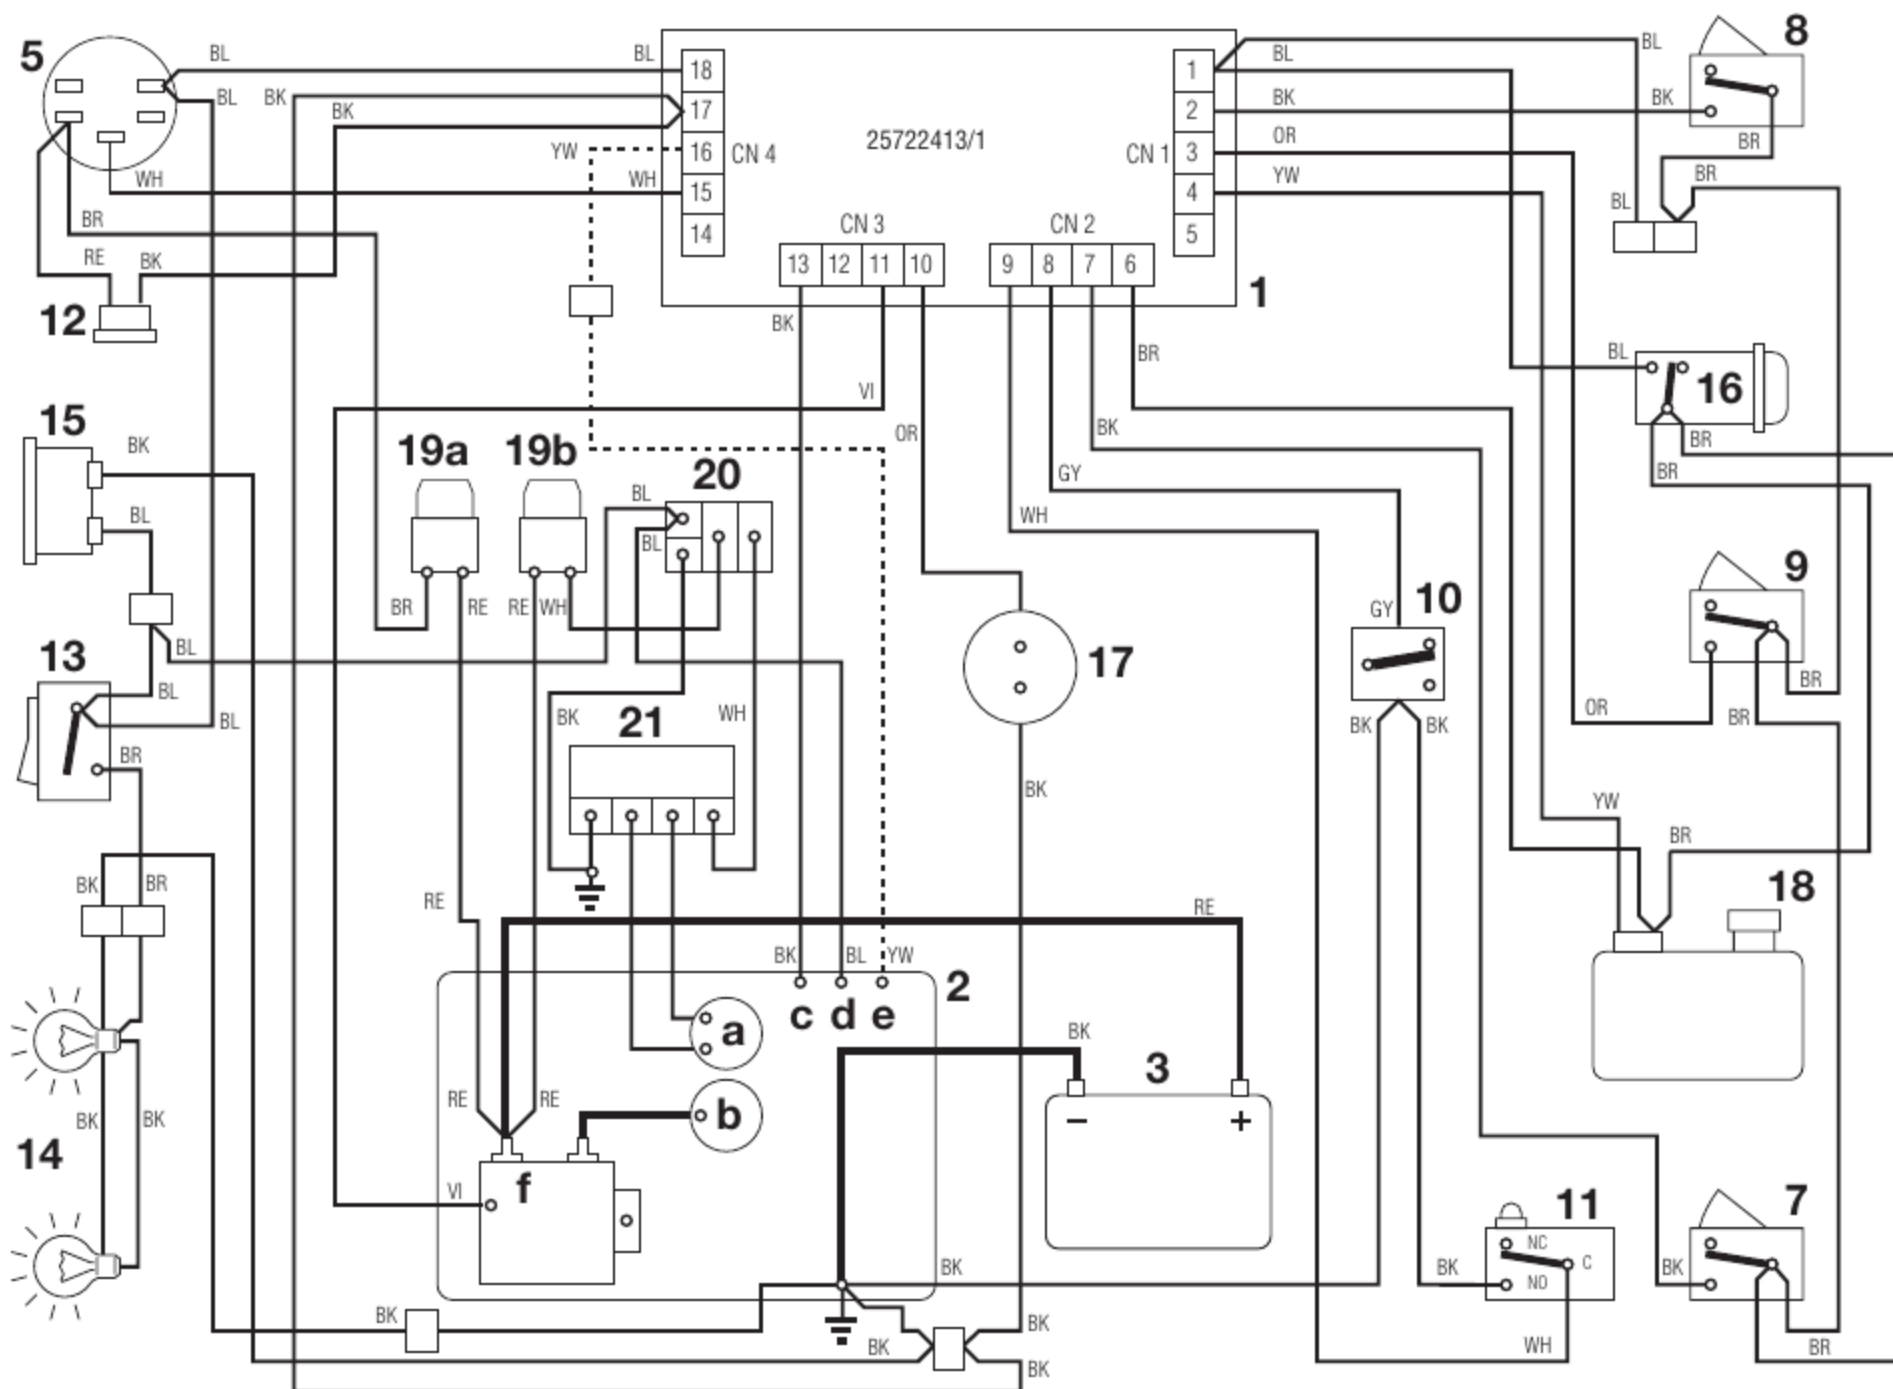 5
BL
BL
18
1
BL
BL
8
BL
BK
BK
17
2
BK
BK
25722413/1
OR
YW
16
CN 4
CN 1
3
BR
WH
WH
15
4
YW
BR
BR
CN 3
CN 2
BL
14
5
RE
BK
13
12
11
10
9
8
7
6
1
12
BK
BR
BL
16
VI
15
BK
19a
19b
OR
BK
BR
20
GY
BR
BL
BL
WH
BL
9
10
BR
RE
RE
WH
GY
13
BL
17
BL
BR
BK
21
WH
OR
BR
BL
BK
BK
BR
BK
YW
BR
BK
BR
18
RE
RE
BK
BL
YW
2
c
d
e
a
BK
3
RE
RE
b
–
+
BK
BK
14
f
VI
11
7
NC
C
BK
BK
NO
BK
BK
BK
BK
WH
BR
BK